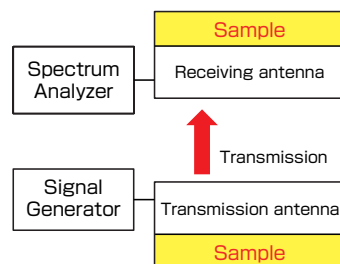 Sample
Spectrum
Analyzer
Receiving antenna
Transmission
Signal
Generator
Transmission antenna
Sample